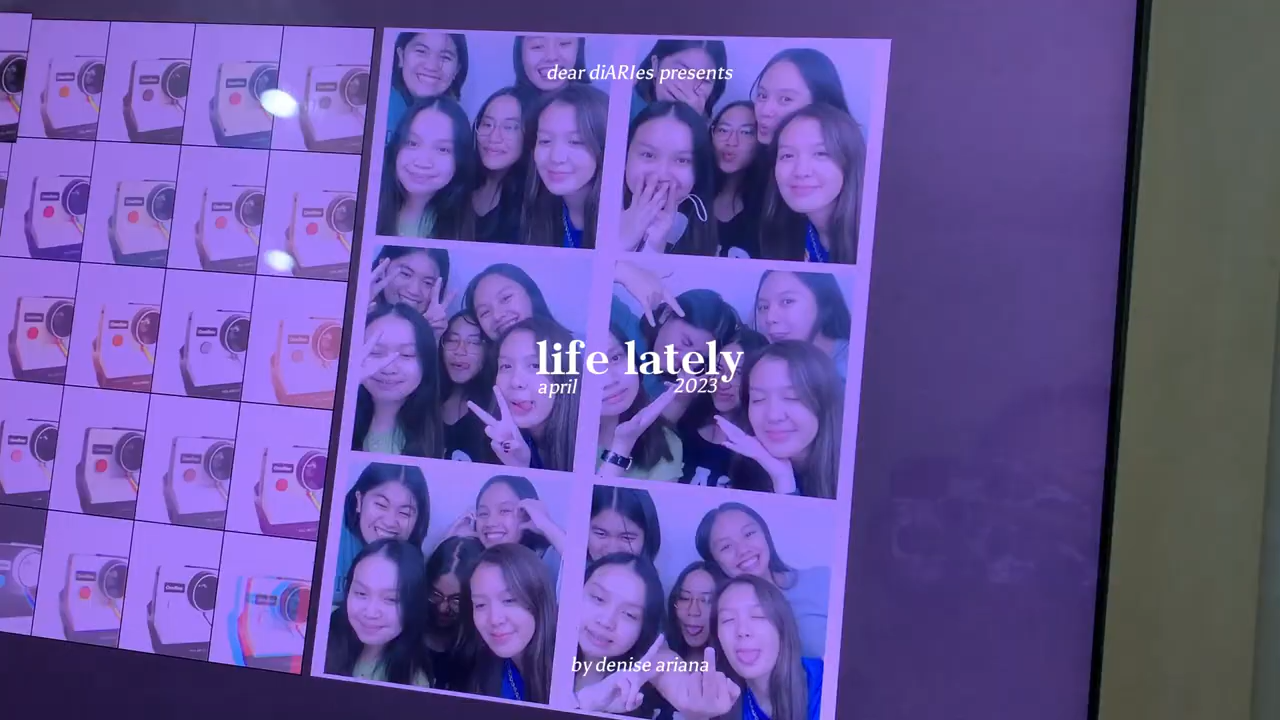 dear diARIes presents
life lately
april 2023
by denise ariana